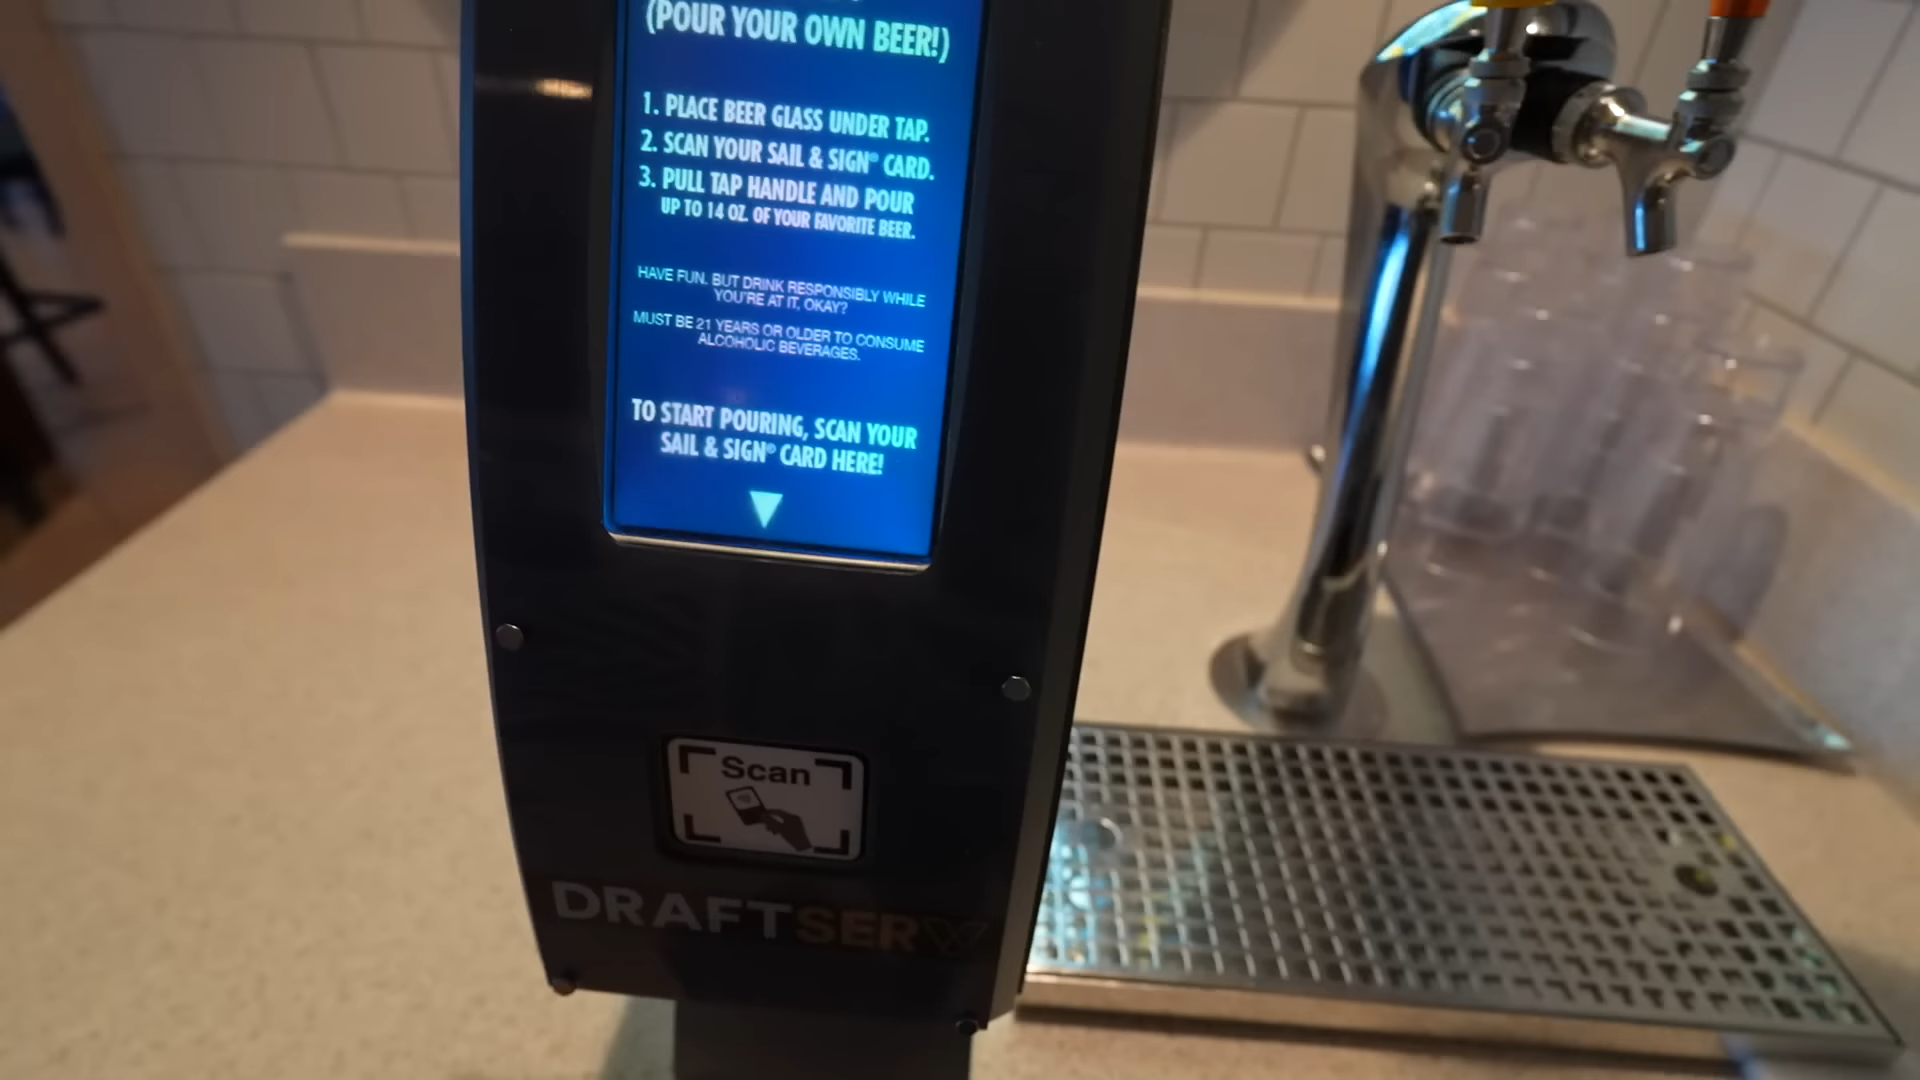 (POUR YOUR OWN BEER!)
1. PLACE BEER GLASS UNDER TAP.
2. SCAN YOUR SAIL & SIGN® CARD.
3. PULL TAP HANDLE AND POUR
UP TO 14 OZ. OF YOUR FAVORITE BEER.
HAVE FUN. BUT DRINK RESPONSIBLY WHILE
YOU'RE AT IT, OKAY?
MUST BE 21 YEARS OR OLDER TO CONSUME
ALCOHOLIC BEVERAGES.
TO START POURING, SCAN YOUR
SAIL & SIGN® CARD HERE!
Scan
DRAFTSERV